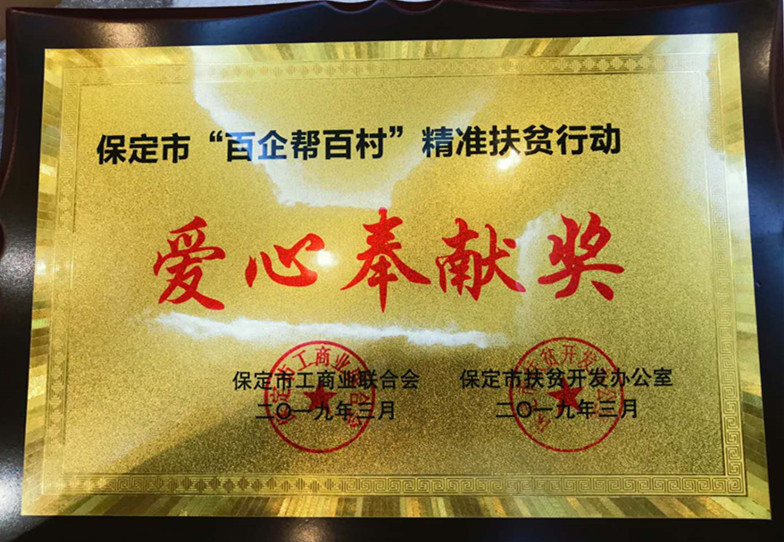 保定市“百企帮百村”精准扶贫行动
爱心奉献奖
保定市工商业联合会
二〇一九年三月
保定市扶贫开发办公室
二〇一九年三月